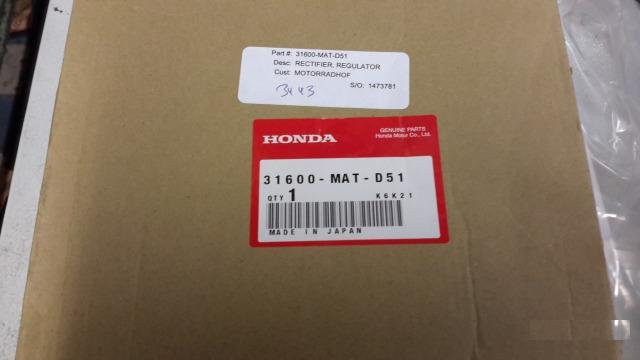 Part #: 31600-MAT-D51
Desc: RECTIFIER, REGULATOR
Cust: MOTORRADHOF
S/O: 1473781
HONDA
GENUINE PARTS
Honda Motor Co., Ltd.
31600-MAT-D51
QTY 1 K6K21
MADE IN JAPAN